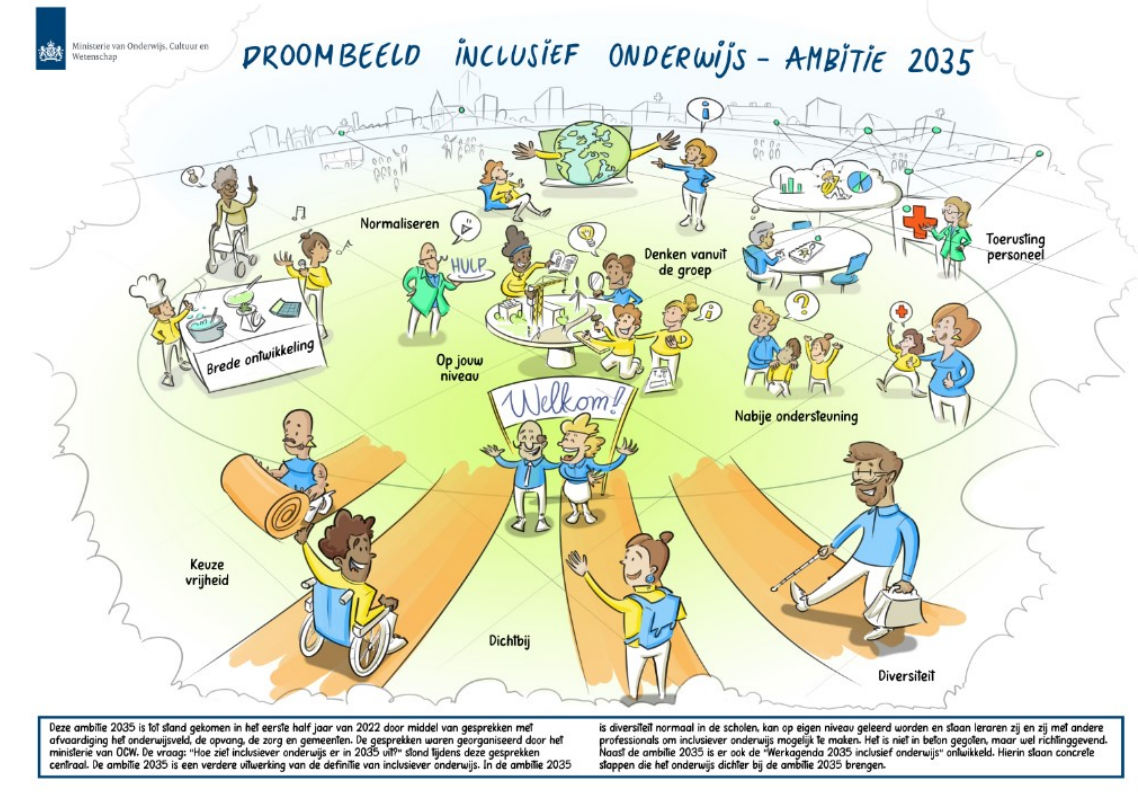 Ministerie van Onderwijs, Cultuur en
Wetenschap
DROOMBEELD INCLUSIEF ONDERWIJS - AMBITIE 2035
Normaliseren
HULP
Denken vanuit
de groep
Toerusting
personeel
Brede ontwikkeling
Op jouw
niveau
Nabije ondersteuning
Welkom!
Keuze
vrijheid
Dichtbij
Diversiteit
Deze ambitie 2035 is tot stand gekomen in het eerste half jaar van 2022 door middel van gesprekken met
afvaardiging het onderwijsveld, de opvang, de zorg en gemeenten. De gesprekken waren georganiseerd door het
ministerie van OCW. De vraag: "Hoe ziet inclusiever onderwijs er in 2035 uit?" stond tijdens deze gesprekken
centraal. De ambitie 2035 is een verdere uitwerking van de definitie van inclusiever onderwijs. In de ambitie 2035
is diversiteit normaal in de scholen, kan op eigen niveau geleerd worden en staan leraren zij en zij met andere
professionals om inclusiever onderwijs mogelijk te maken. Het is niet in beton gegoten, maar wel richtinggevend.
Naast de ambitie 2035 is er ook de "Werkagenda 2035 inclusief onderwijs" ontwikkeld. Hierin staan concrete
stappen die het onderwijs dichter bij de ambitie 2035 brengen.